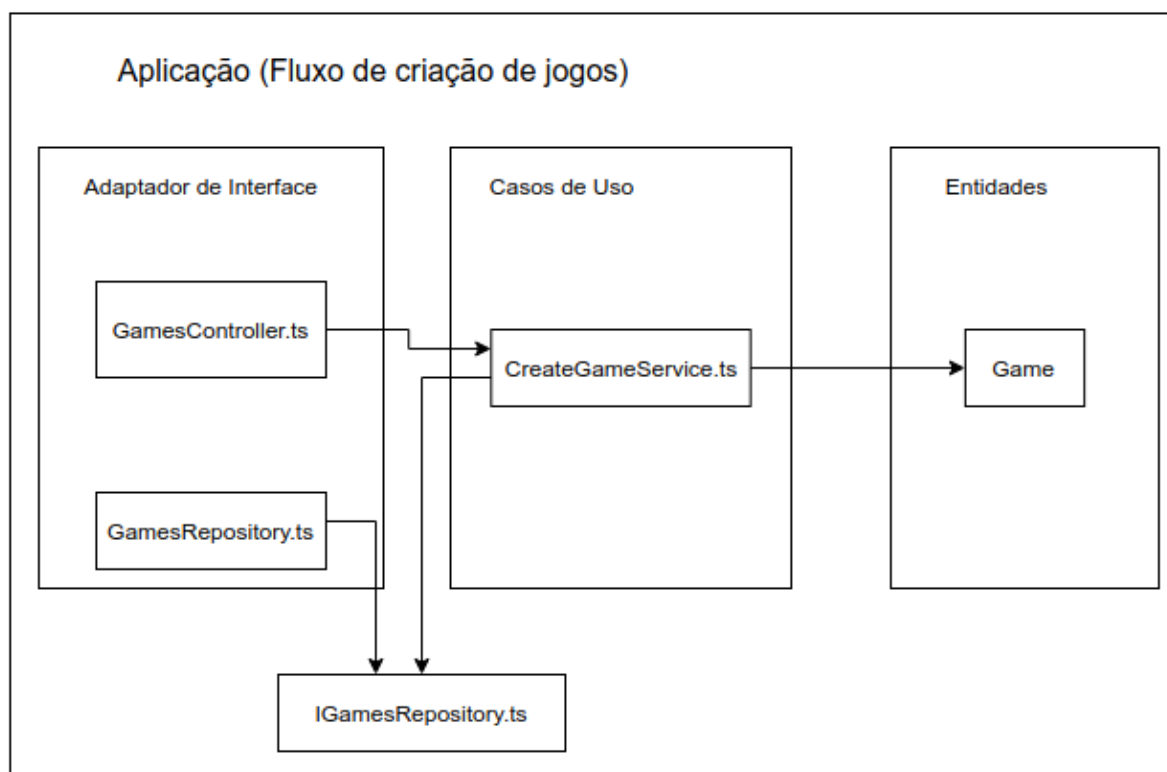 Aplicação (Fluxo de criação de jogos)
Adaptador de Interface
Casos de Uso
Entidades
GamesController.ts
CreateGameService.ts
Game
GamesRepository.ts
IGamesRepository.ts